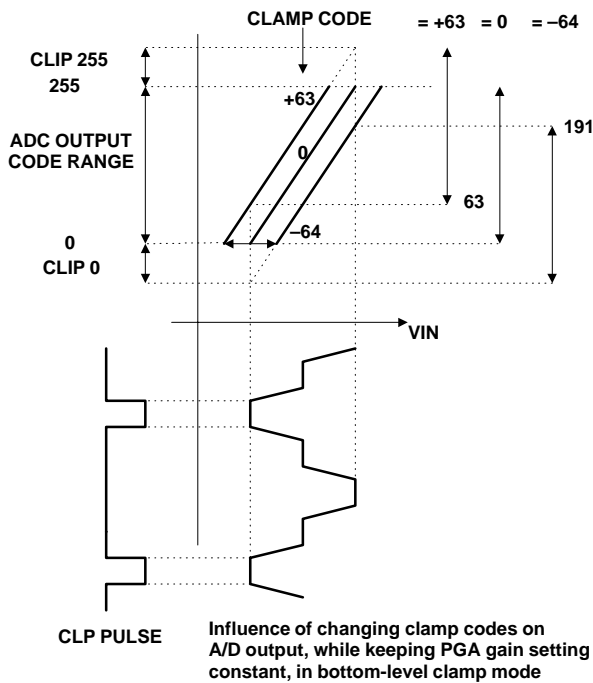 CLAMP CODE = +63 = 0 = –64
CLIP 255
255
+63
191
ADC OUTPUT
CODE RANGE
0
63
–64
0
CLIP 0
VIN
CLP PULSE
Influence of changing clamp codes on
A/D output, while keeping PGA gain setting
constant, in bottom-level clamp mode